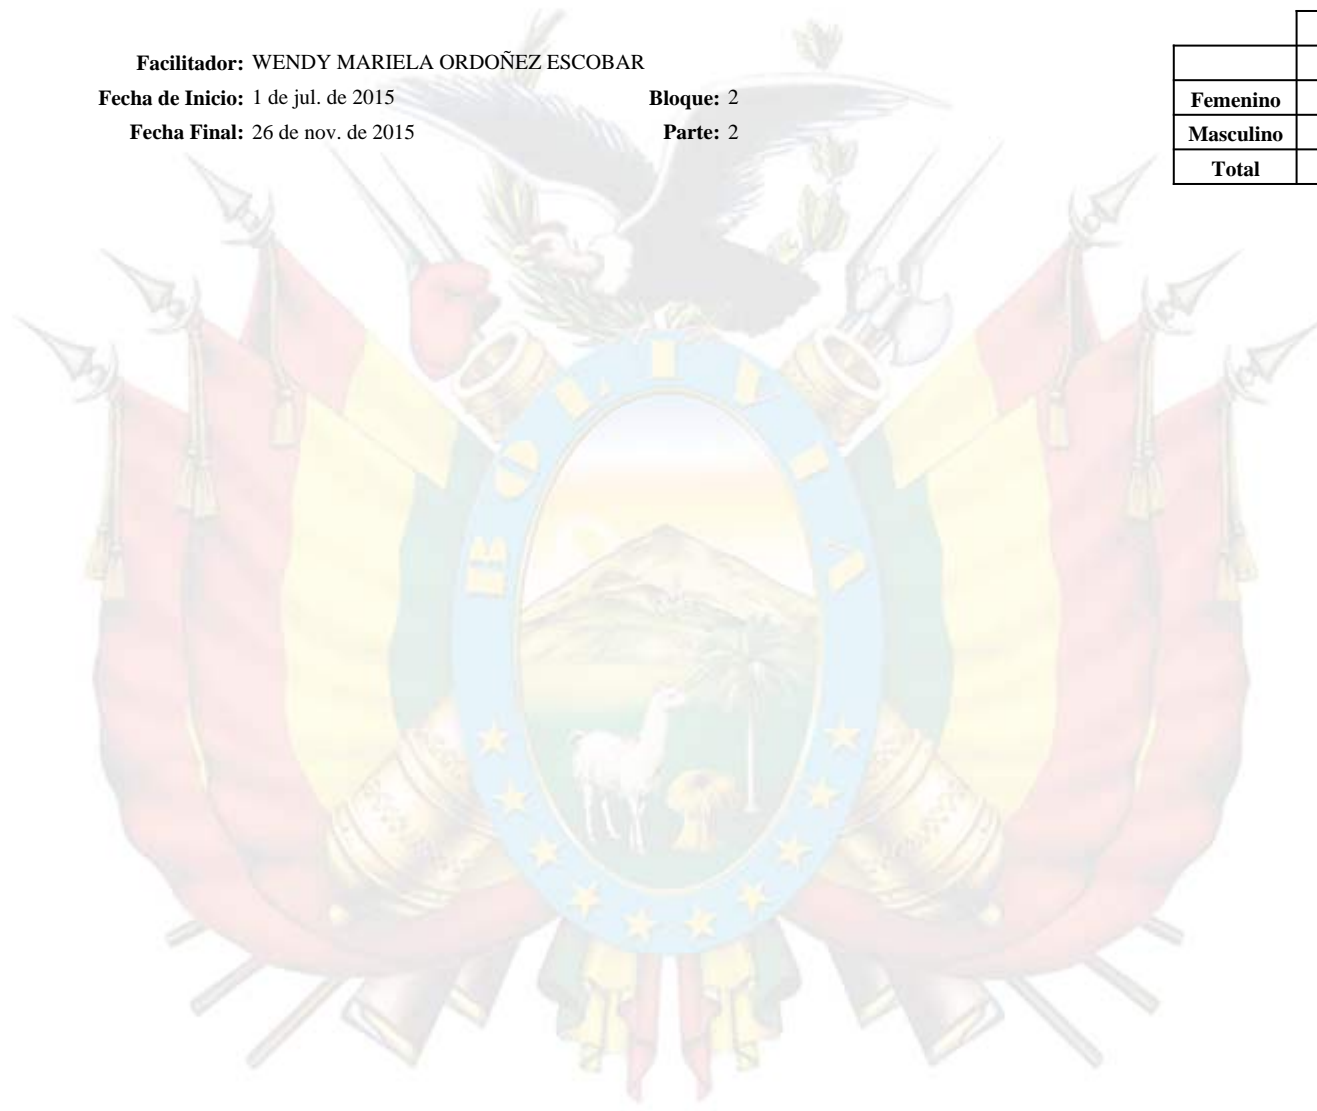 Facilitador: WENDY MARIELA ORDOÑEZ ESCOBAR
Fecha de Inicio: 1 de jul. de 2015 Bloque: 2
Fecha Final: 26 de nov. de 2015 Parte: 2
Femenino
Masculino
Total
BOLIVIA